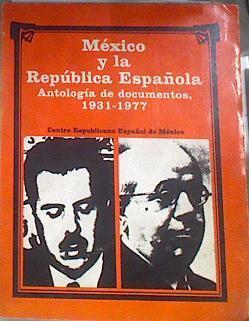 México
y la
República Española
Antología de documentos,
1931-1977
Centro Republicano Español de México